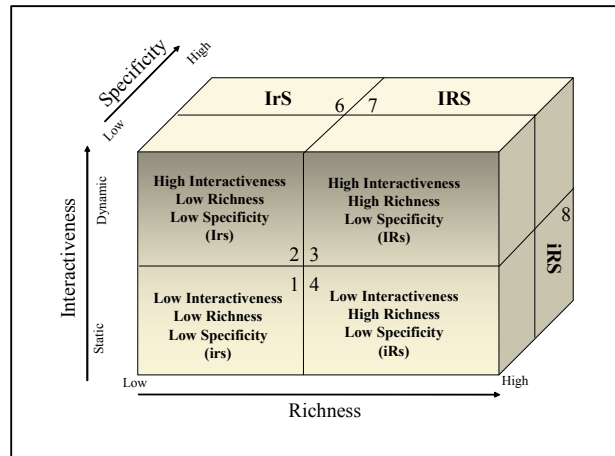 Specificity
High
Low
IrS
6
7
IRS
Interactiveness
Dynamic
Static
High Interactiveness
Low Richness
Low Specificity
(Irs)
2
High Interactiveness
High Richness
Low Specificity
(IRs)
3
8
iRS
1
Low Interactiveness
Low Richness
Low Specificity
(irs)
4
Low Interactiveness
High Richness
Low Specificity
(iRs)
Low
High
Richness